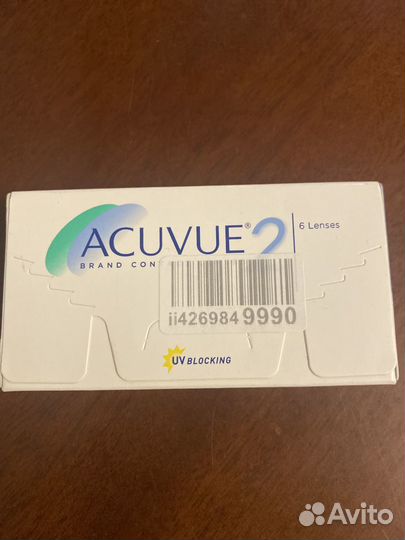 ACUVUE® 2
6 Lenses
BRAND CON
ii426984 9990
UV BLOCKING
Avito